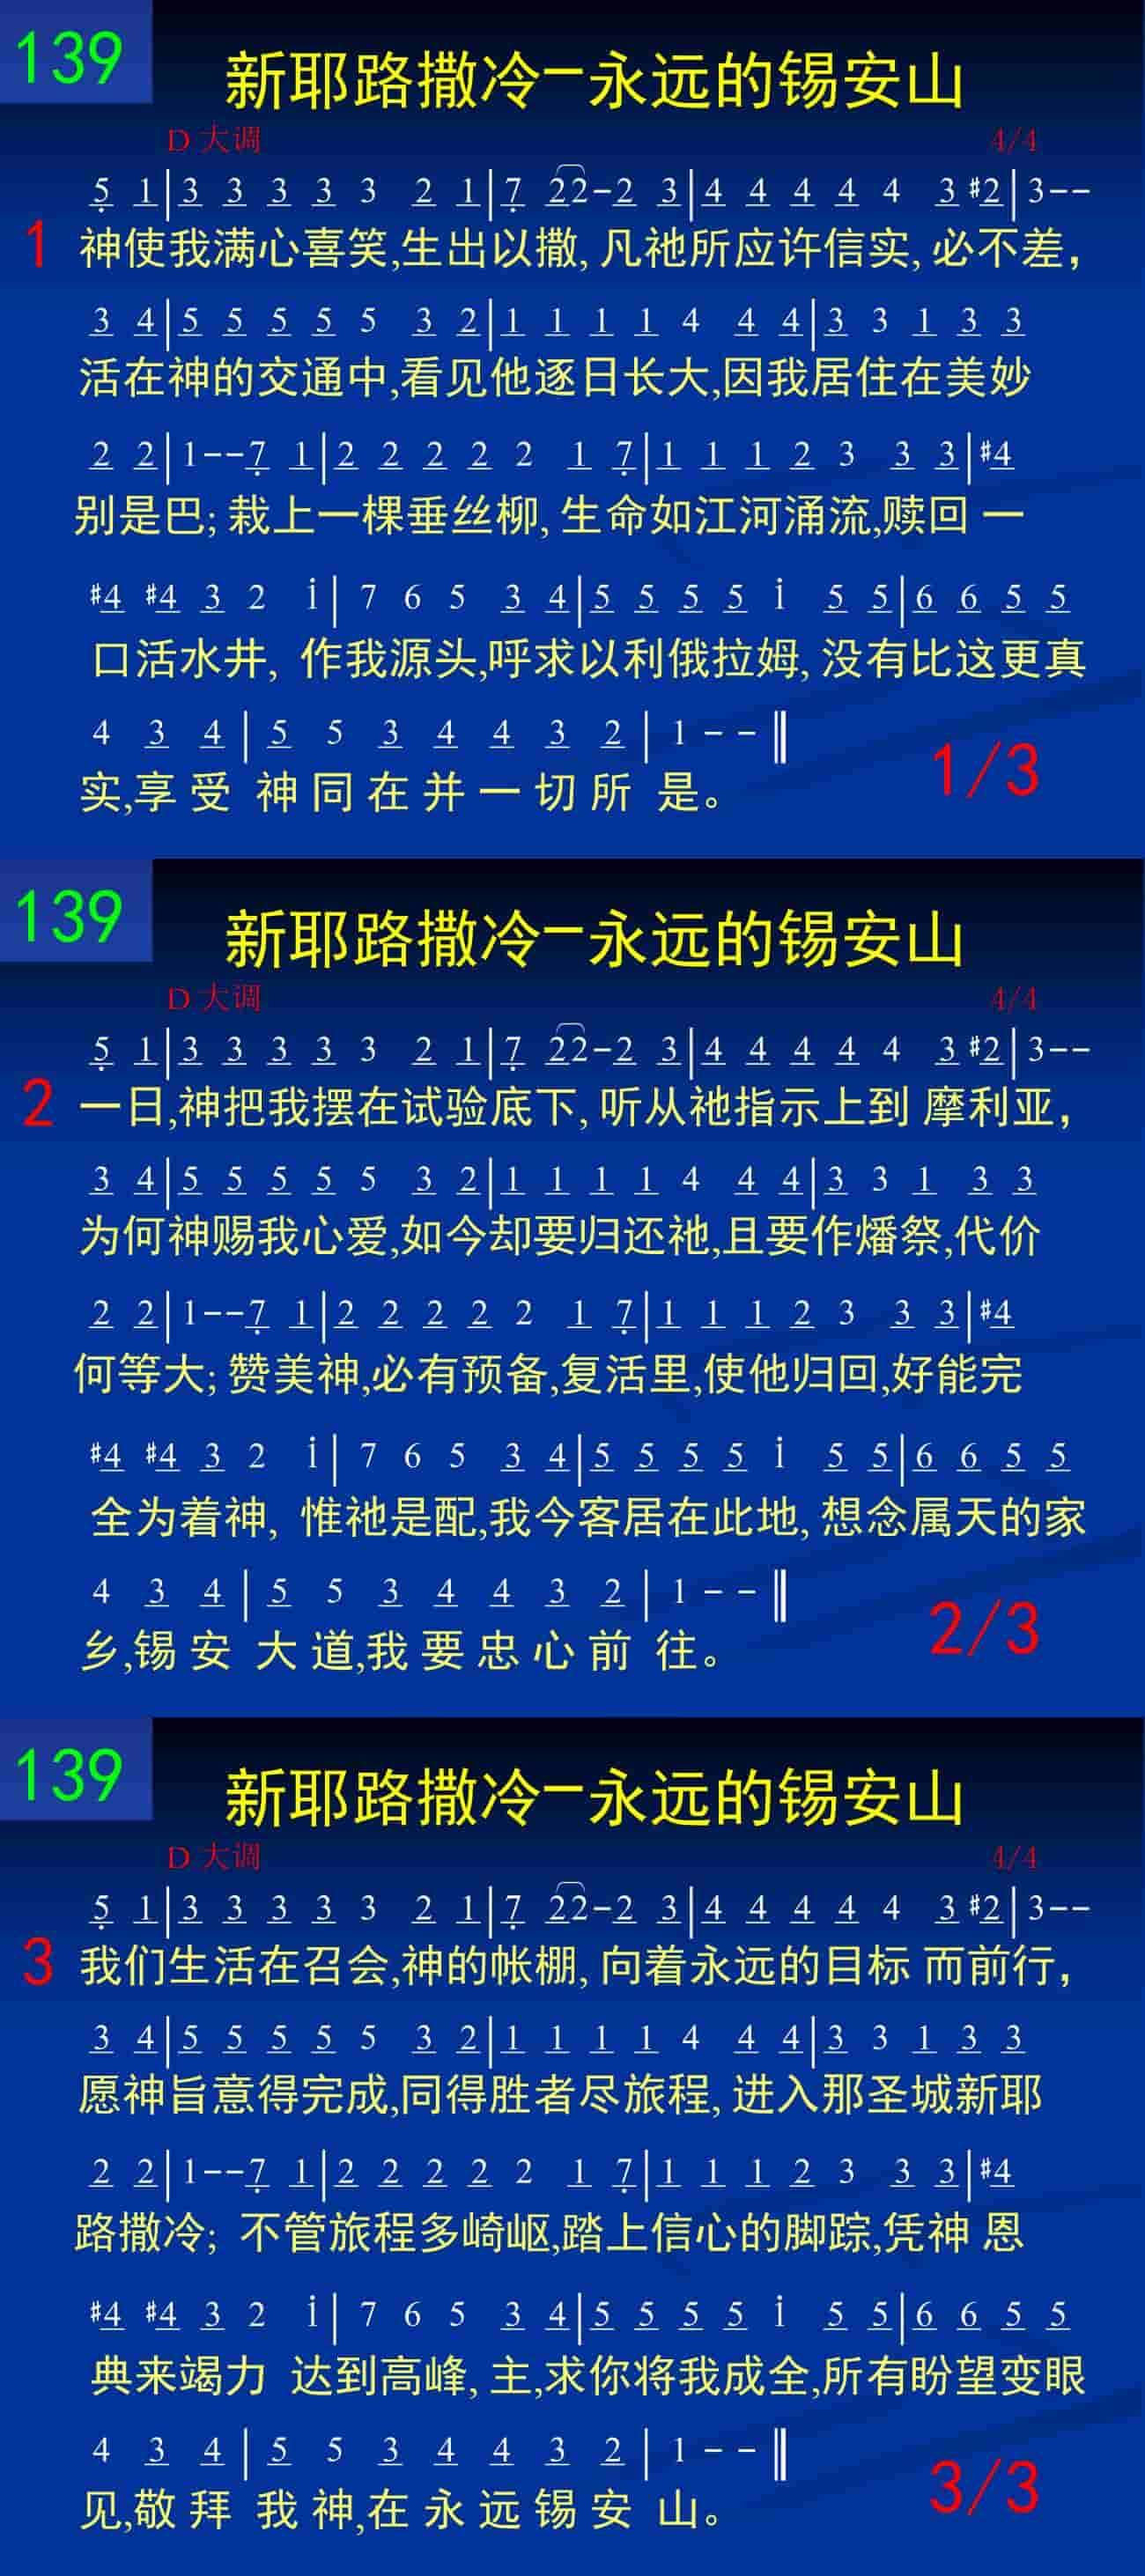 139
新耶路撒冷—永远的锡安山
D 大调 4/4
5 1|3 3 3 3 3 2 1|7 22-2 3|4 4 4 4 4 3 #2|3--
1 神使我满心喜笑,生出以撒, 凡祂所应许信实, 必不差,
3 4|5 5 5 5 5 3 2|1 1 1 1 4 4 4|3 3 1 3 3
活在神的交通中,看见他逐日长大,因我居住在美妙
2 2|1--7 1|2 2 2 2 2 1 7|1 1 1 2 3 3 3|#4
别是巴; 栽上一棵垂丝柳, 生命如江河涌流,赎回 一
#4 #4 3 2 i| 7 6 5 3 4|5 5 5 5 i 5 5|6 6 5 5
口活水井, 作我源头,呼求以利俄拉姆, 没有比这更真
4 3 4 | 5 5 3 4 4 3 2 | 1 - - ‖
实,享 受 神 同 在 并 一 切 所 是。
1/3
139
新耶路撒冷—永远的锡安山
D 大调 4/4
5 1|3 3 3 3 3 2 1|7 22-2 3|4 4 4 4 4 3 #2|3--
2 一日,神把我摆在试验底下, 听从祂指示上到 摩利亚,
3 4|5 5 5 5 5 3 2|1 1 1 1 4 4 4|3 3 1 3 3
为何神赐我心爱,如今却要归还祂,且要作燔祭,代价
2 2|1--7 1|2 2 2 2 2 1 7|1 1 1 2 3 3 3|#4
何等大; 赞美神,必有预备,复活里,使他归回,好能完
#4 #4 3 2 i| 7 6 5 3 4|5 5 5 5 i 5 5|6 6 5 5
全为着神, 惟祂是配,我今客居在此地, 想念属天的家
4 3 4 | 5 5 3 4 4 3 2 | 1 - - ‖
乡,锡 安 大 道,我 要 忠 心 前 往。
2/3
139
新耶路撒冷—永远的锡安山
D 大调 4/4
5 1|3 3 3 3 3 2 1|7 22-2 3|4 4 4 4 4 3 #2|3--
3 我们生活在召会,神的帐棚, 向着永远的目标 而前行,
3 4|5 5 5 5 5 3 2|1 1 1 1 4 4 4|3 3 1 3 3
愿神旨意得完成,同得胜者尽旅程, 进入那圣城新耶
2 2|1--7 1|2 2 2 2 2 1 7|1 1 1 2 3 3 3|#4
路撒冷; 不管旅程多崎岖,踏上信心的脚踪,凭神 恩
#4 #4 3 2 i| 7 6 5 3 4|5 5 5 5 i 5 5|6 6 5 5
典来竭力 达到高峰, 主,求你将我成全,所有盼望变眼
4 3 4 | 5 5 3 4 4 3 2 | 1 - - ‖
见,敬 拜 我 神,在 永 远 锡 安 山。
3/3